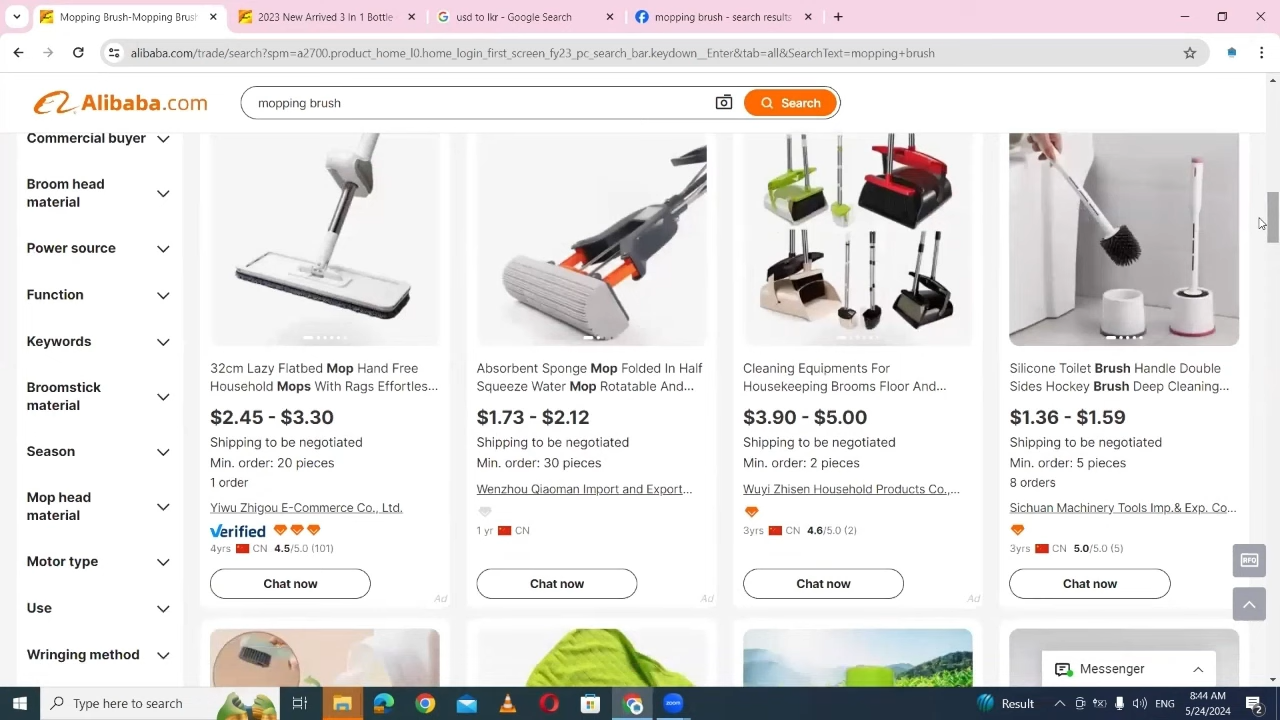 Mopping Brush-Mopping Brush
2023 New Arrived 3 In 1 Bottle
usd to lkr - Google Search
mopping brush - search results
alibaba.com/trade/search?spm=a2700.product_home_l0.home_login_first_screen_fy23_pc_search_bar.keydown__Enter&tab=all&SearchText=mopping+brush
Alibaba.com
mopping brush
Search
Commercial buyer
Broom head
material
Power source
Function
Keywords
Broomstick
material
Season
Mop head
material
Motor type
Use
Wringing method
32cm Lazy Flatbed Mop Hand Free
Household Mops With Rags Effortles...
$2.45 - $3.30
Shipping to be negotiated
Min. order: 20 pieces
1 order
Yiwu Zhigou E-Commerce Co., Ltd.
Verified
4yrs CN 4.5/5.0 (101)
Chat now
Ad
Absorbent Sponge Mop Folded In Half
Squeeze Water Mop Rotatable And...
$1.73 - $2.12
Shipping to be negotiated
Min. order: 30 pieces
Wenzhou Qiaoman Import and Export...
1 yr CN
Chat now
Ad
Cleaning Equipments For
Housekeeping Brooms Floor And...
$3.90 - $5.00
Shipping to be negotiated
Min. order: 2 pieces
Wuyi Zhisen Household Products Co.,...
3yrs CN 4.6/5.0 (2)
Chat now
Ad
Silicone Toilet Brush Handle Double
Sides Hockey Brush Deep Cleaning...
$1.36 - $1.59
Shipping to be negotiated
Min. order: 5 pieces
8 orders
Sichuan Machinery Tools Imp.& Exp. Co...
3yrs CN 5.0/5.0 (5)
Chat now
RFQ
Messenger
Type here to search
zoom
Result
ENG
8:44 AM
5/24/2024
2